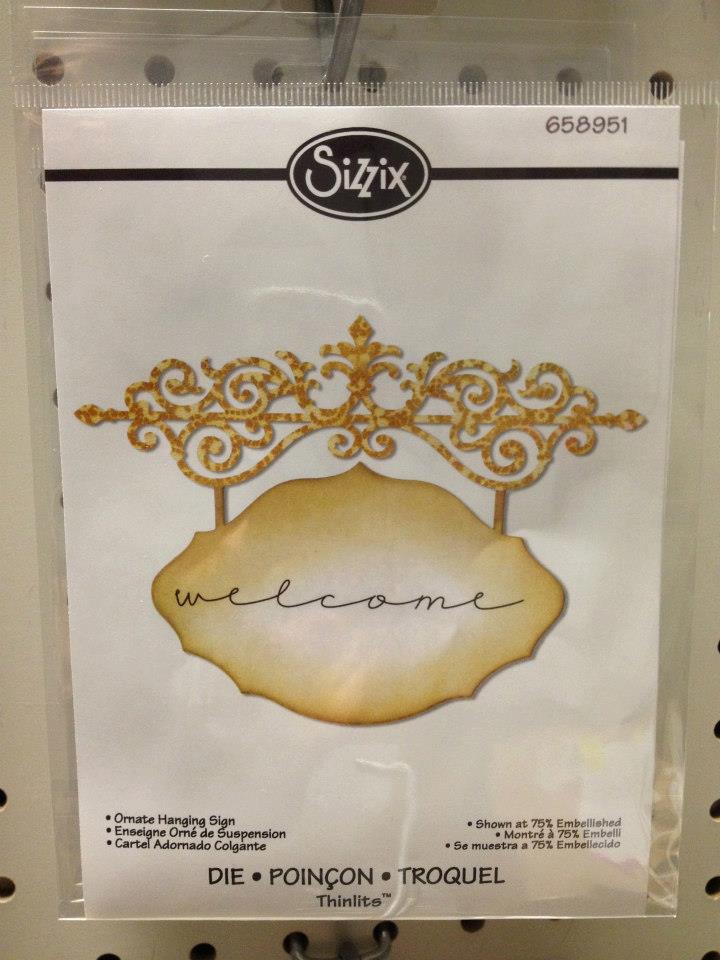 658951
Sizzix
welcome
• Ornate Hanging Sign
• Enseigne Orné de Suspension
• Cartel Adornado Colgante
• Shown at 75% Embellished
• Montré à 75% Embelli
• Se muestra a 75% Embellecido
DIE • POINÇON • TROQUEL
Thinlits™